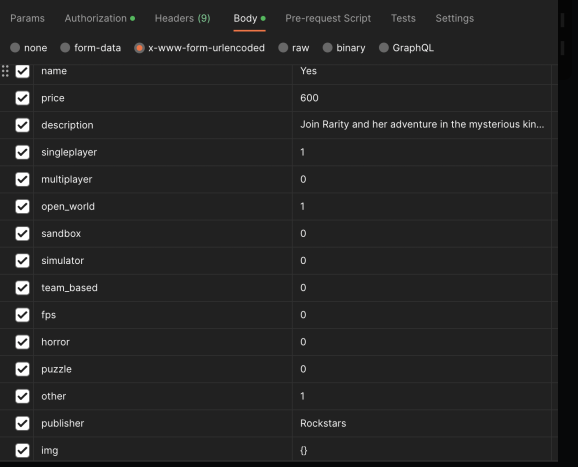 Params Authorization Headers (9) Body Pre-request Script Tests Settings
none form-data x-www-form-urlencoded raw binary GraphQL
name Yes
price 600
description Join Rarity and her adventure in the mysterious kin...
singleplayer 1
multiplayer 0
open_world 1
sandbox 0
simulator 0
team_based 0
fps 0
horror 0
puzzle 0
other 1
publisher Rockstars
img {}